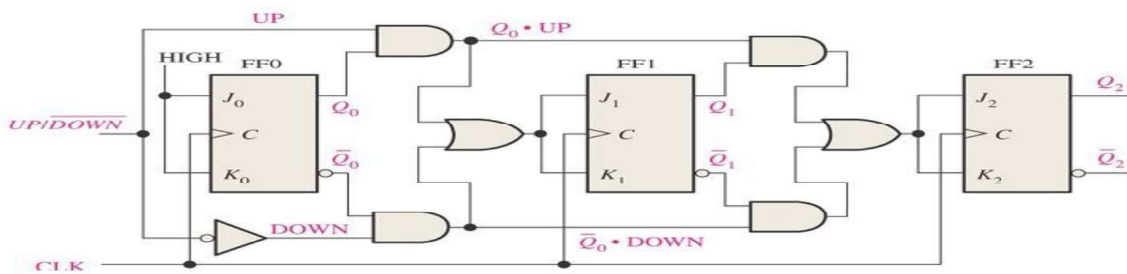 UP
Q₀ • UP
HIGH
FF0
FF1
FF2
J₀
Q₀
J₁
Q₁
J₂
Q₂
UP/D̅O̅W̅N̅
C
C
C
Q̅₀
Q̅₁
Q̅₂
K₀
K₁
K₂
DOWN
Q̅₀ • DOWN
CLK